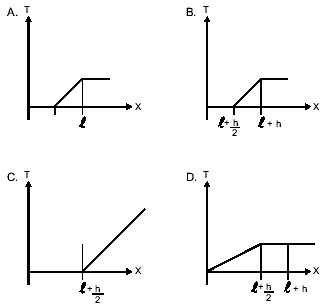 A. T
X
ℓ
B. T
X
ℓ+h/2 ℓ+h
C. T
X
ℓ+h/2
D. T
X
ℓ+h/2 ℓ+h